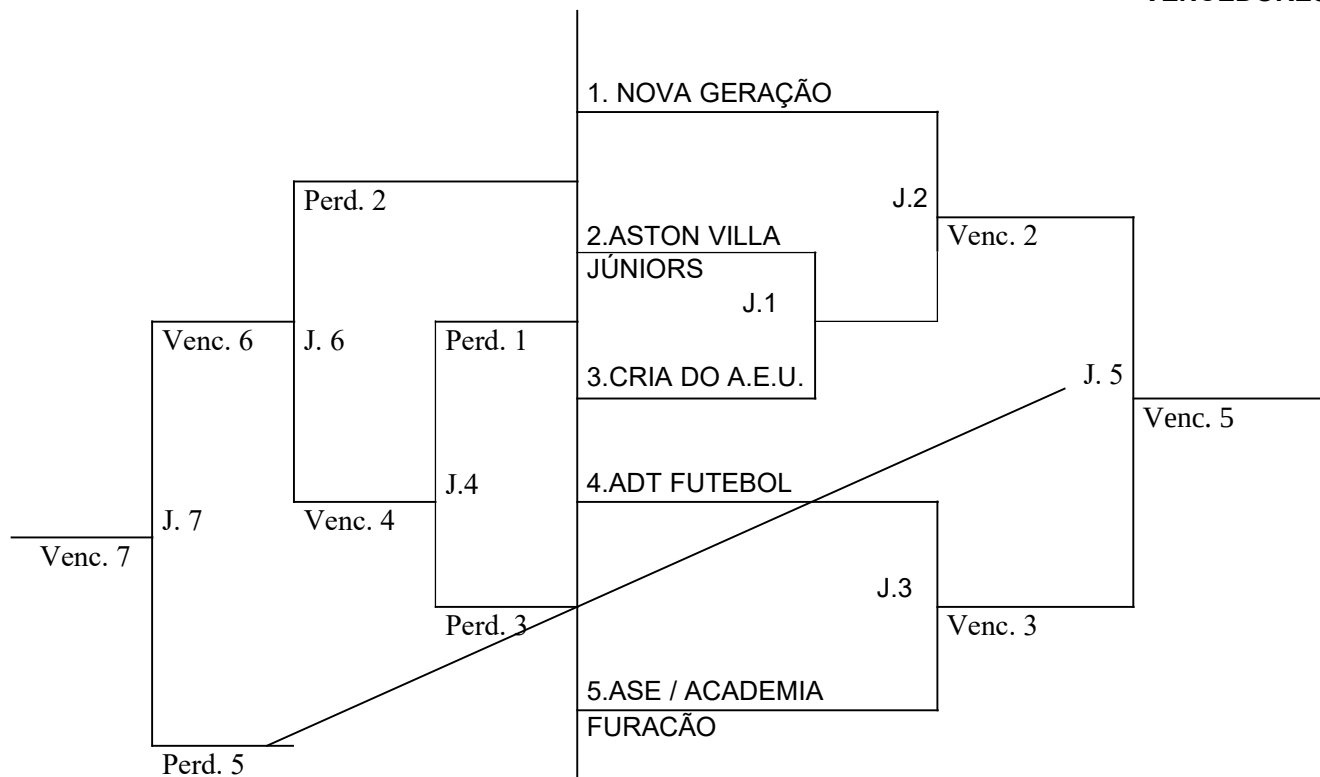 1. NOVA GERAÇÃO
Perd. 2
J.2
2.ASTON VILLA
JÚNIORS
Venc. 2
J.1
Venc. 6
J. 6
Perd. 1
3.CRIA DO A.E.U.
J. 5
Venc. 5
J.4
4.ADT FUTEBOL
J. 7
Venc. 4
Venc. 7
J.3
Perd. 3
Venc. 3
5.ASE / ACADEMIA
FURACÃO
Perd. 5